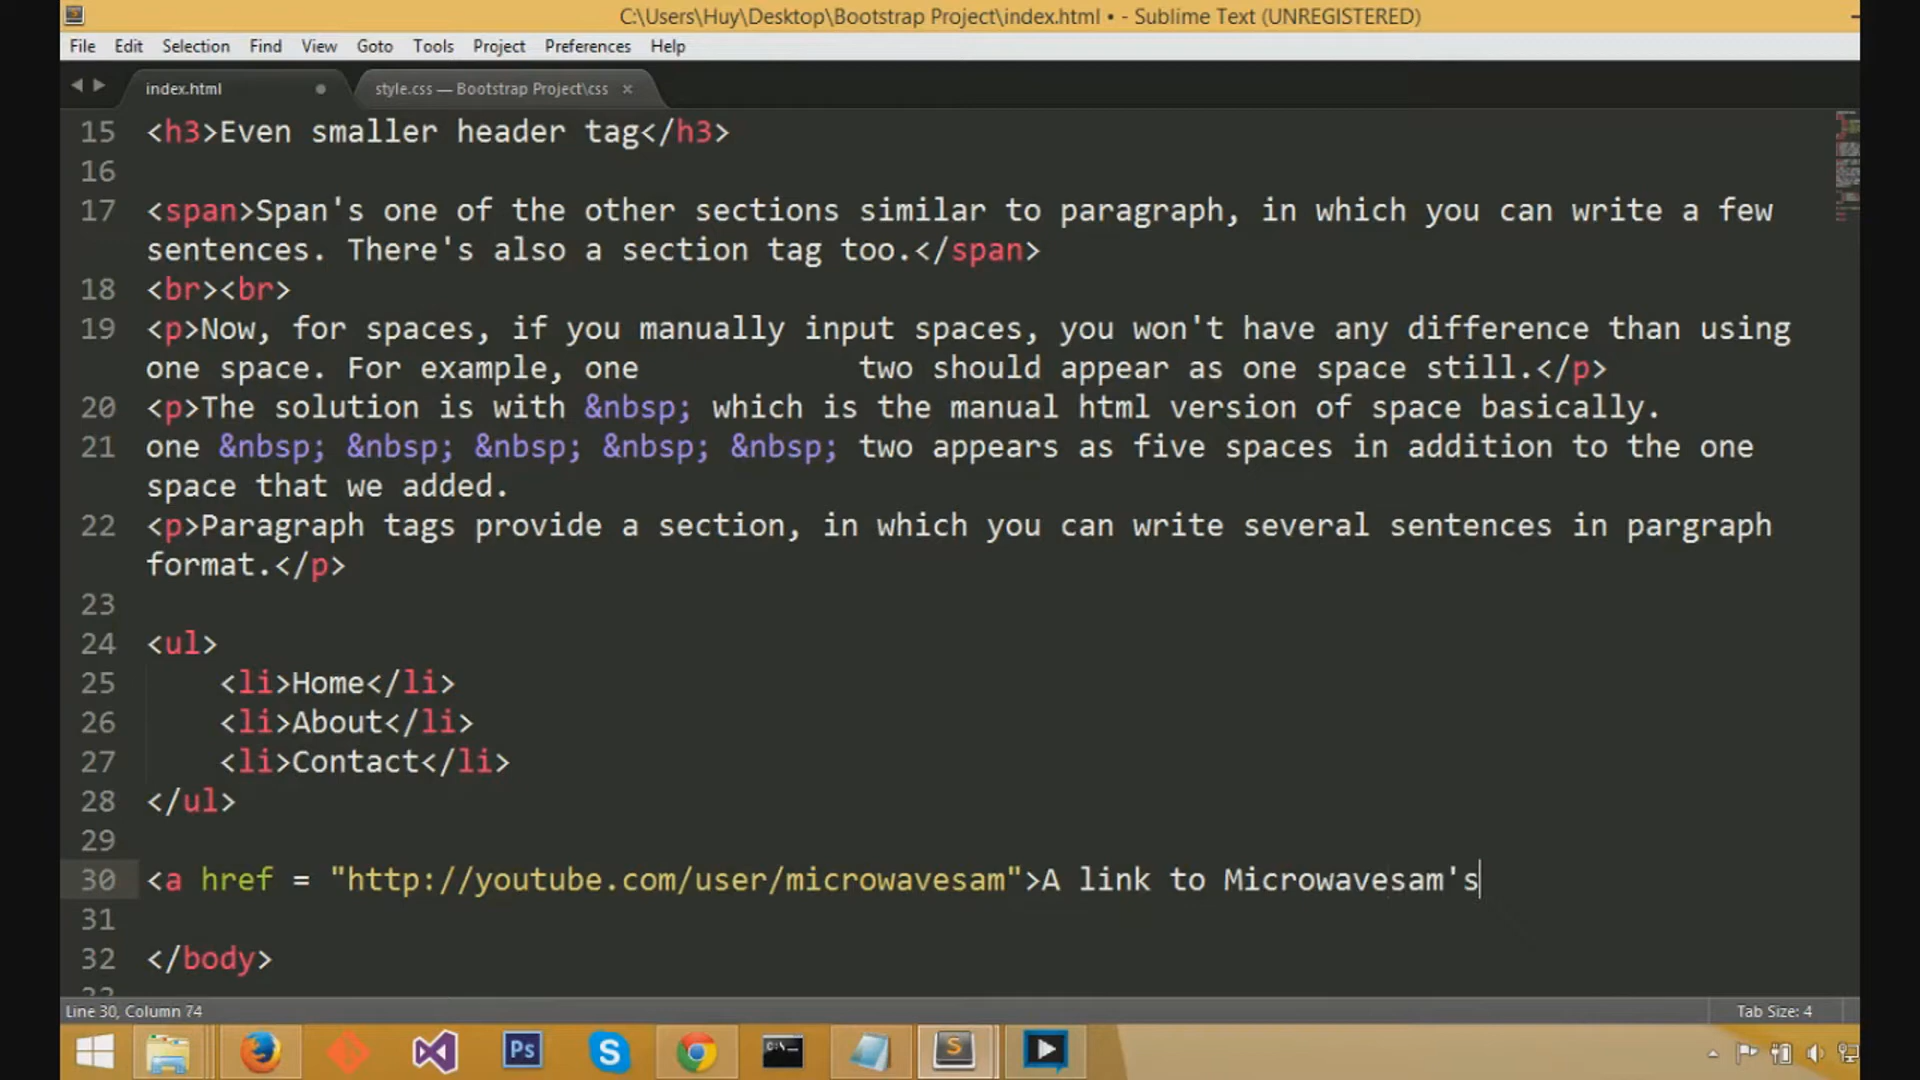 C:\Users\Huy\Desktop\Bootstrap Project\index.html • - Sublime Text (UNREGISTERED)
File Edit Selection Find View Goto Tools Project Preferences Help
index.html
style.css — Bootstrap Project\css ×
15 <h3>Even smaller header tag</h3>
16
17 <span>Span's one of the other sections similar to paragraph, in which you can write a few
sentences. There's also a section tag too.</span>
18 <br><br>
19 <p>Now, for spaces, if you manually input spaces, you won't have any difference than using
one space. For example, one            two should appear as one space still.</p>
20 <p>The solution is with &nbsp; which is the manual html version of space basically.
21 one &nbsp; &nbsp; &nbsp; &nbsp; &nbsp; two appears as five spaces in addition to the one
space that we added.
22 <p>Paragraph tags provide a section, in which you can write several sentences in pargraph
format.</p>
23
24 <ul>
25     <li>Home</li>
26     <li>About</li>
27     <li>Contact</li>
28 </ul>
29
30 <a href = "http://youtube.com/user/microwavesam">A link to Microwavesam's
31
32 </body>
Line 30, Column 74
Tab Size: 4
Ps
S
C:\_
S